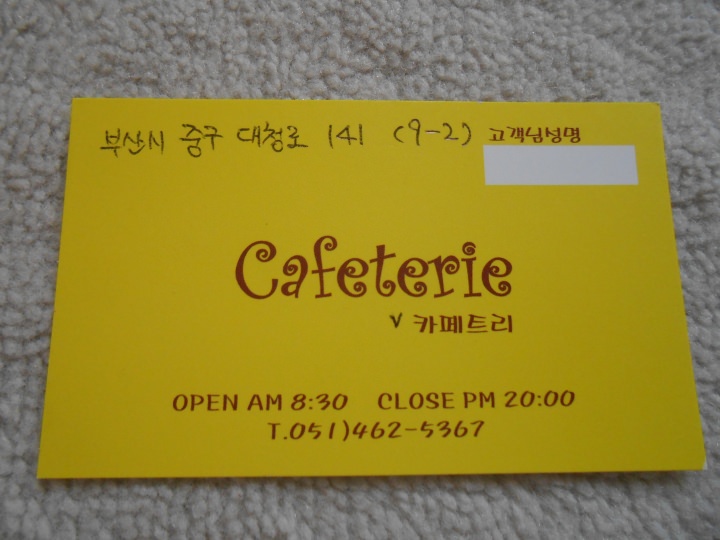 부산시 중구 대청로 141 (9-2) 고객님성명
Cafeterie
v 카페트리
OPEN AM 8:30 CLOSE PM 20:00
T.051)462-5367